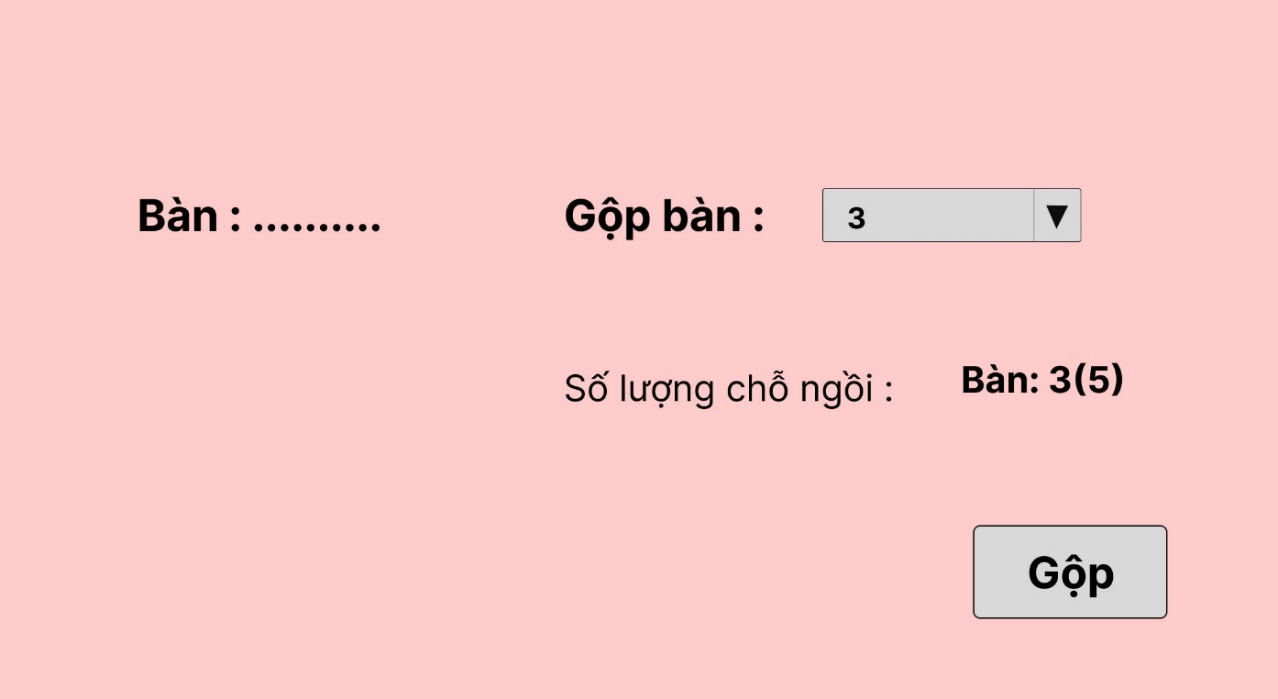 Bàn : ..........
Gộp bàn :
3
Số lượng chỗ ngồi :
Bàn: 3(5)
Gộp